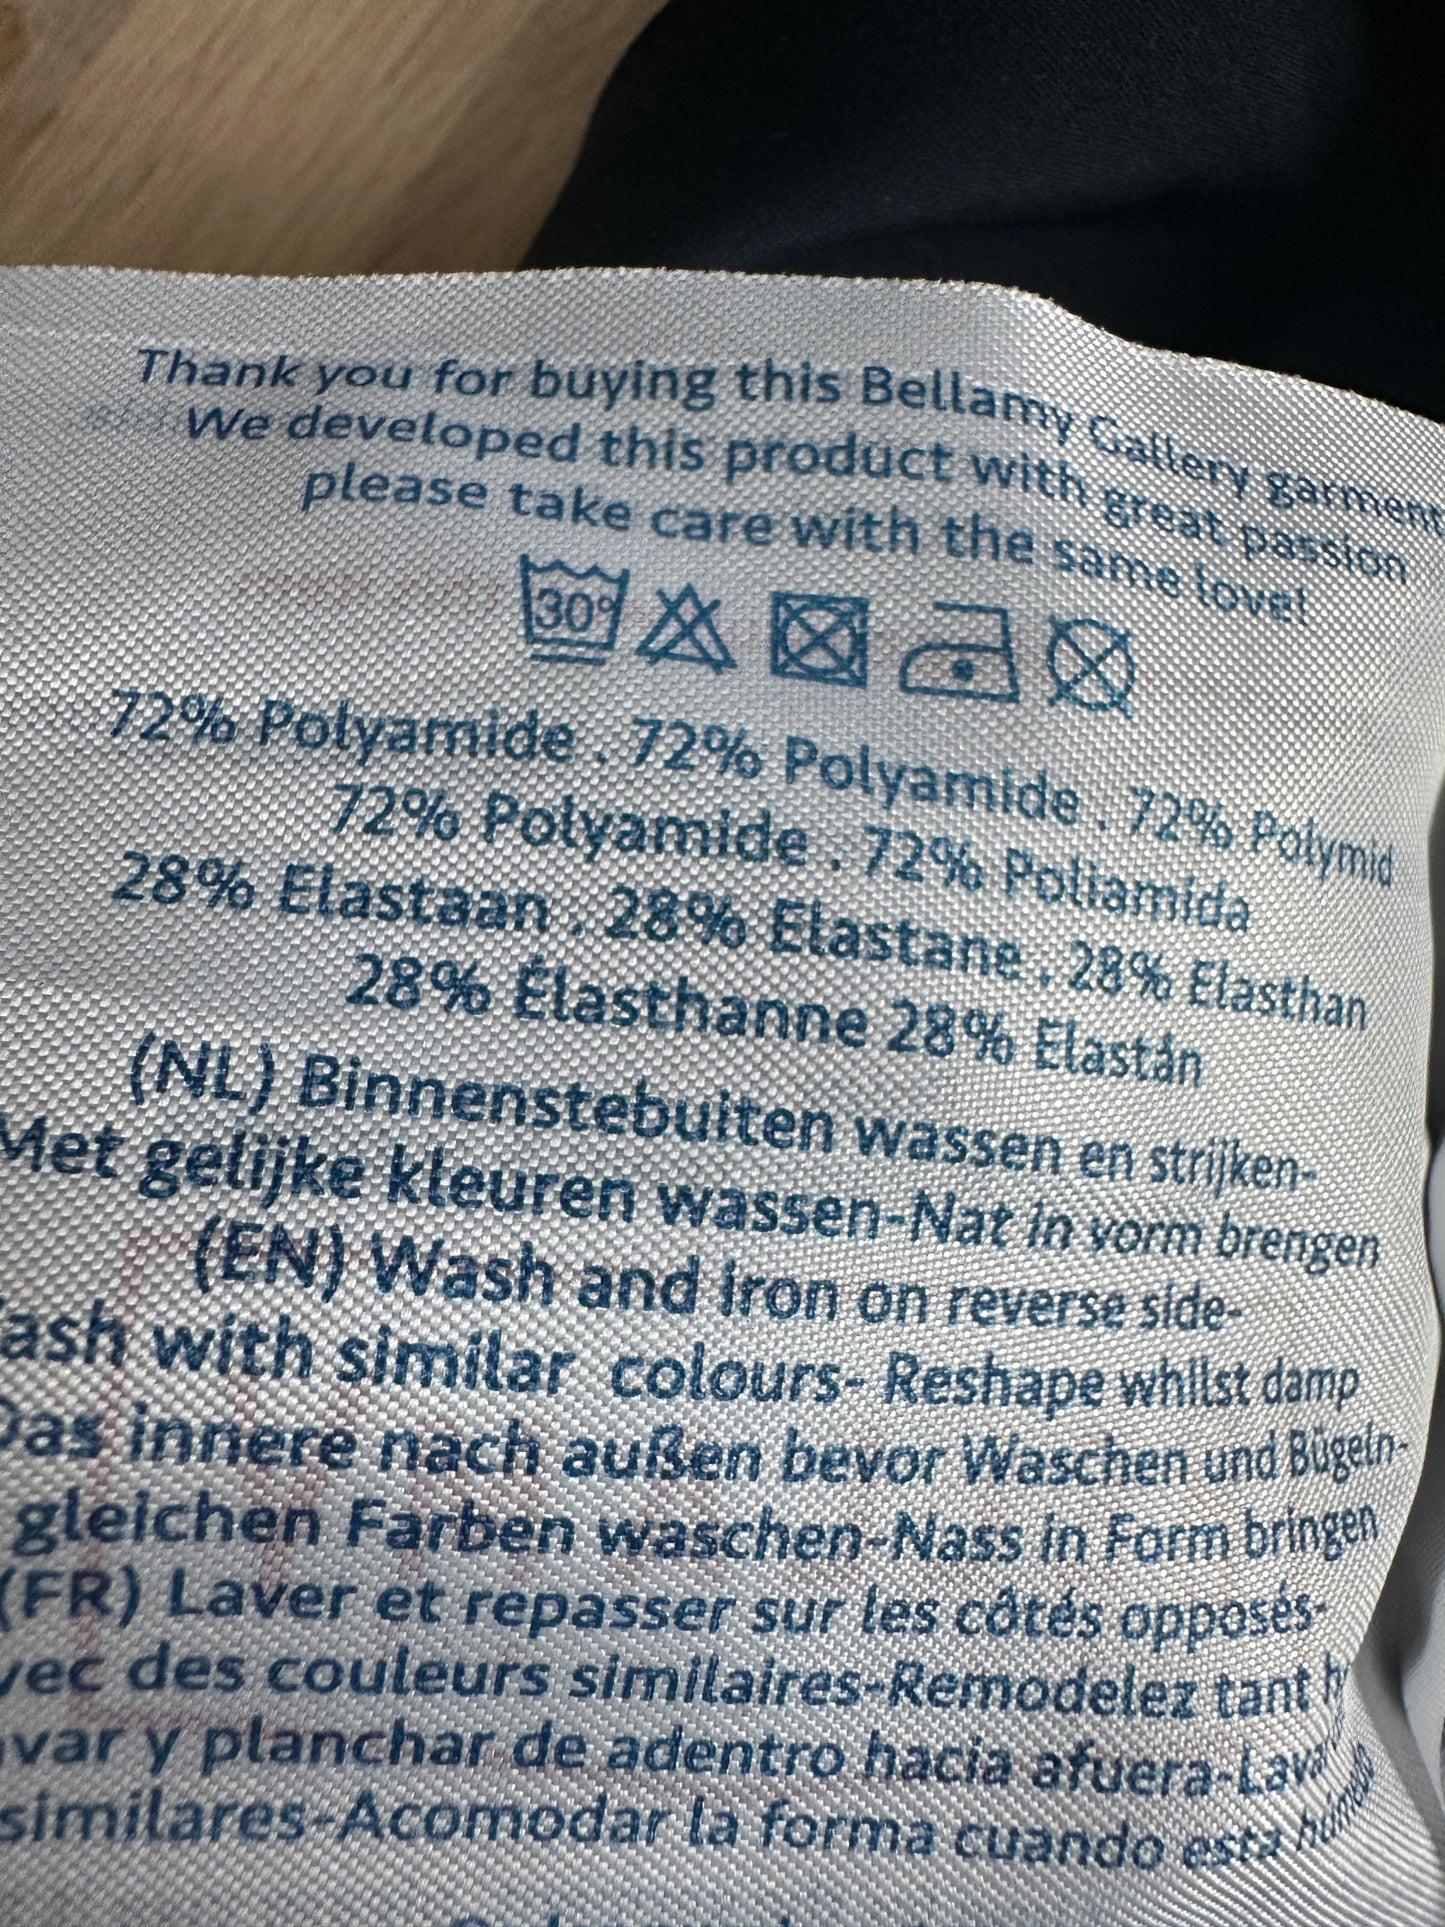 Thank you for buying this Bellamy Gallery garment
We developed this product with great passion
please take care with the same love!
30°
72% Polyamide . 72% Polyamide . 72% Polymid
72% Polyamide . 72% Poliamida
28% Elastaan . 28% Elastane . 28% Elasthan
28% Élasthanne 28% Elastán
(NL) Binnenstebuiten wassen en strijken-
Met gelijke kleuren wassen-Nat in vorm brengen
(EN) Wash and iron on reverse side-
ash with similar colours- Reshape whilst damp
Das innere nach außen bevor Waschen und Bügeln-
gleichen Farben waschen-Nass in Form bringen
(FR) Laver et repasser sur les côtés opposés-
vec des couleurs similaires-Remodelez tant
var y planchar de adentro hacia afuera-Lavar
similares-Acomodar la forma cuando esta húmeda